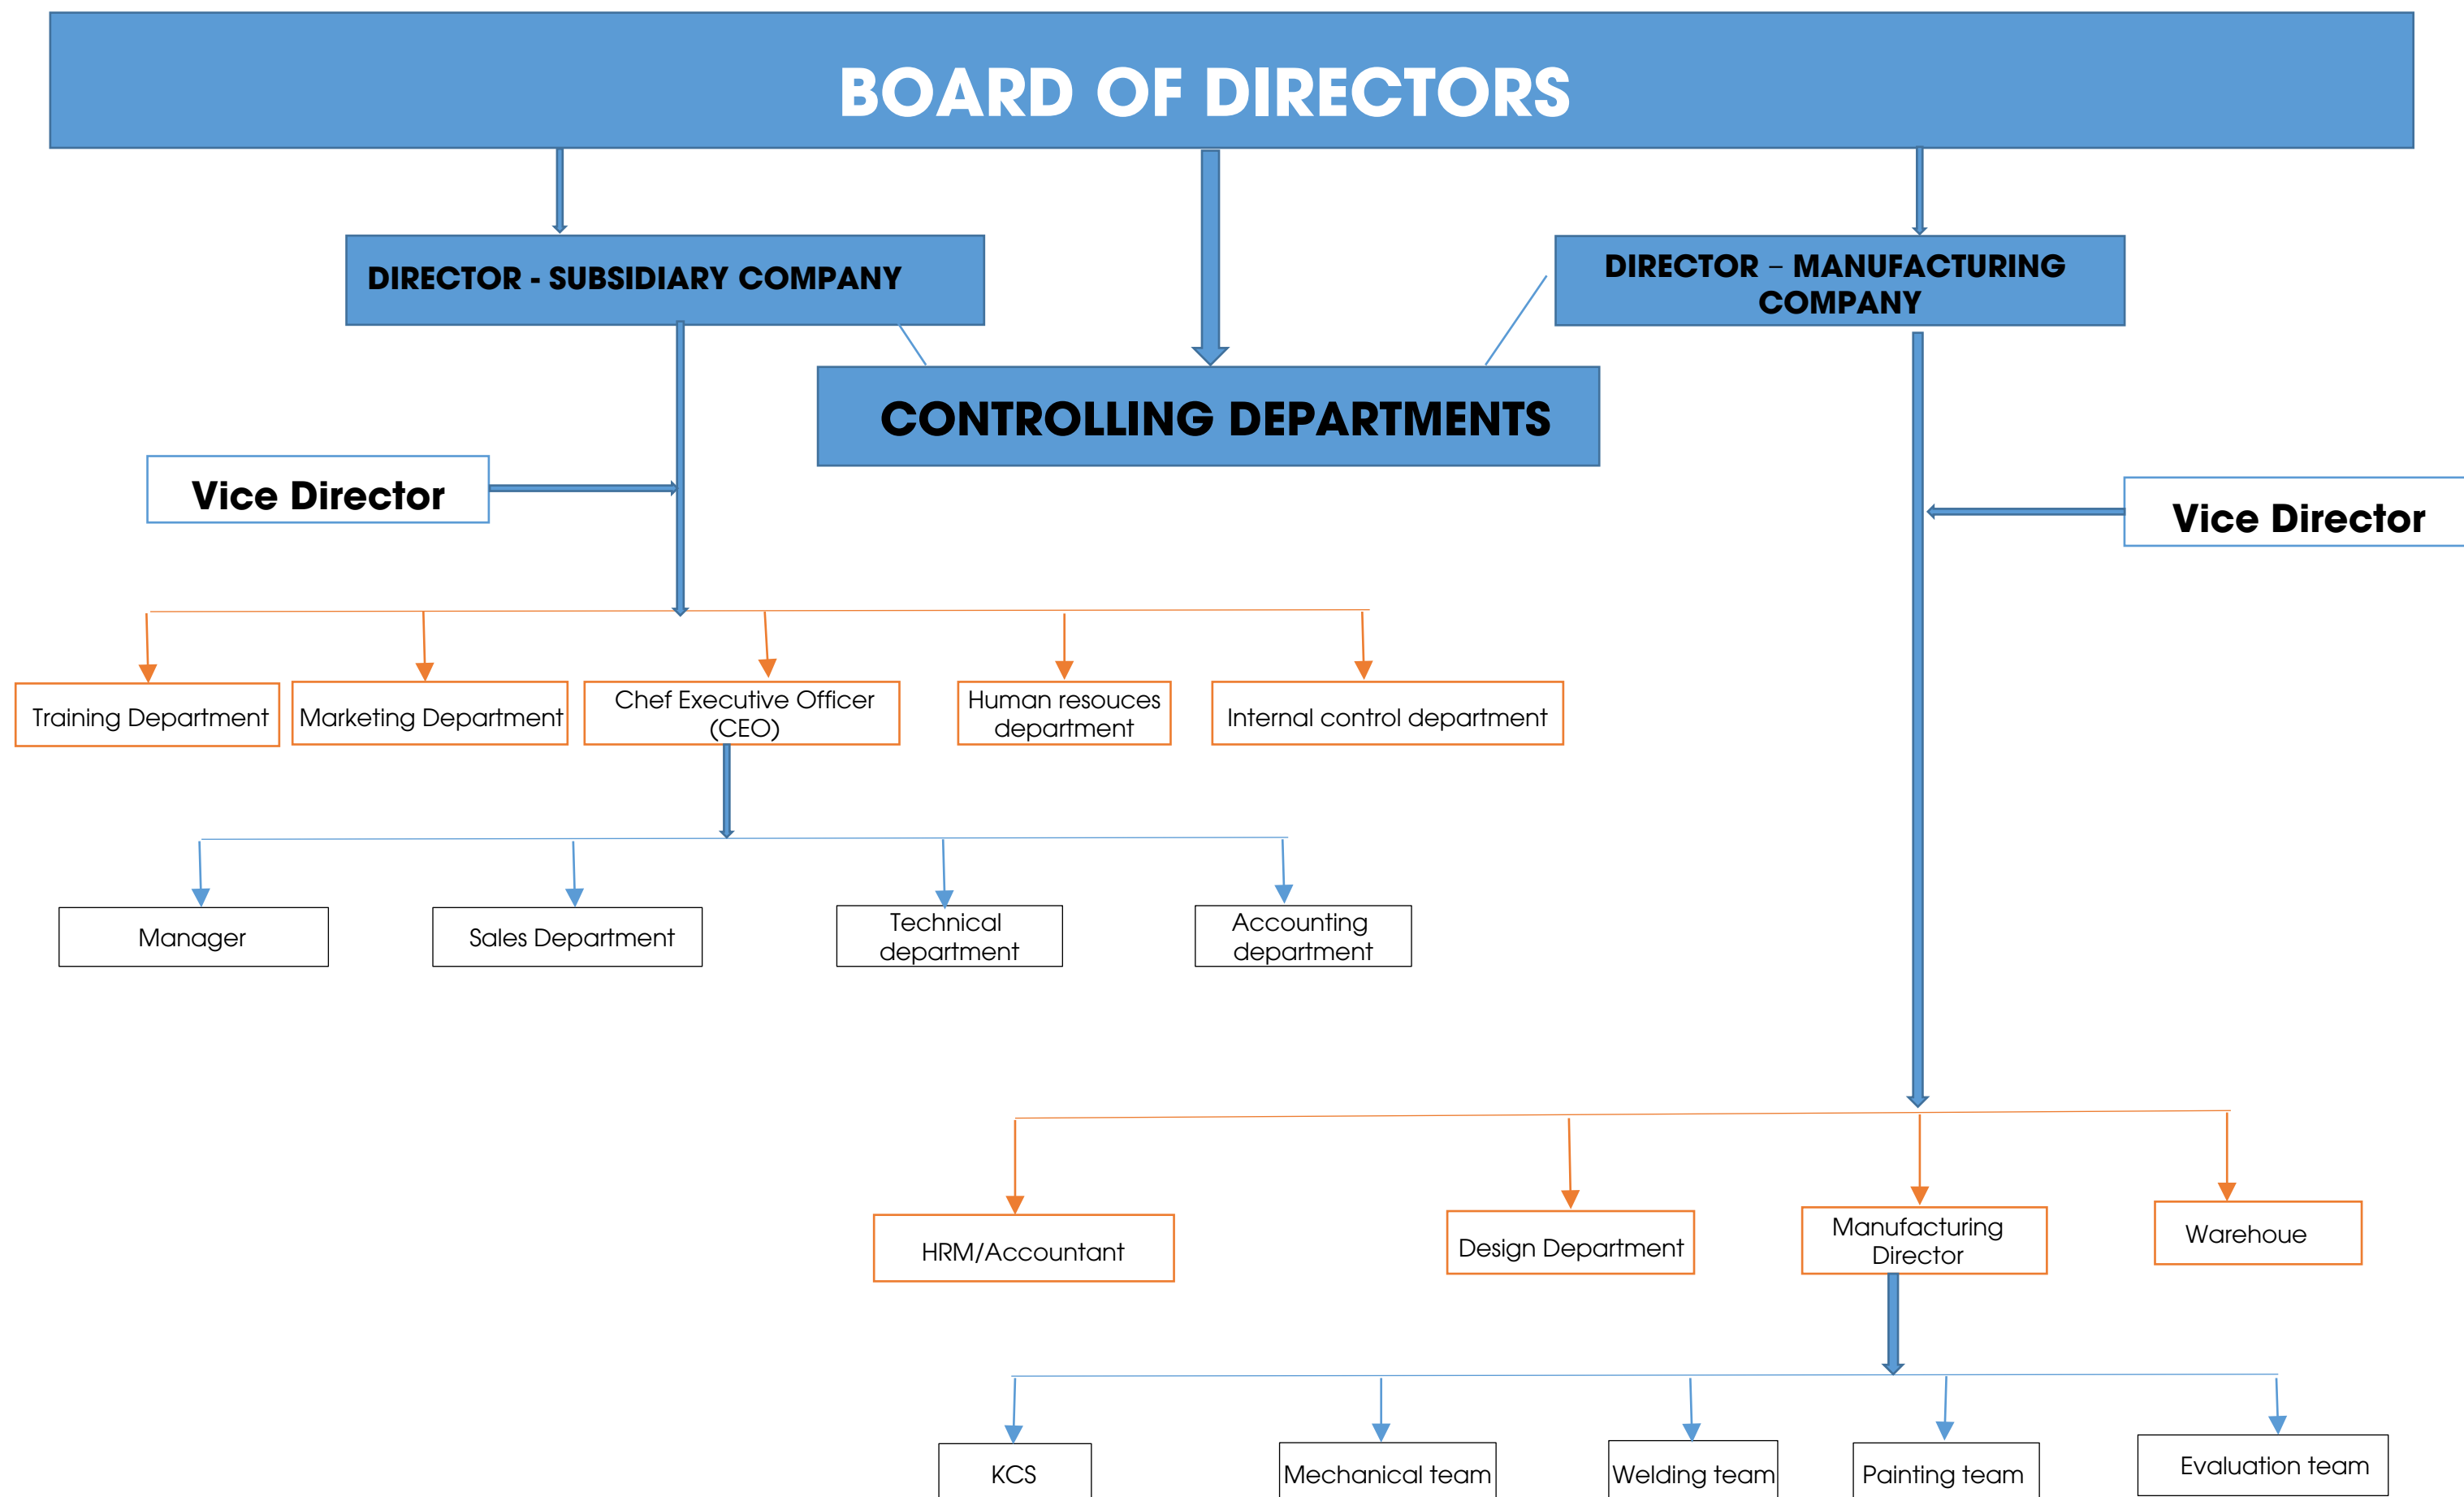 BOARD OF DIRECTORS
DIRECTOR - SUBSIDIARY COMPANY
DIRECTOR – MANUFACTURING
COMPANY
CONTROLLING DEPARTMENTS
Vice Director
Vice Director
Training Department
Marketing Department
Chef Executive Officer
(CEO)
Human resouces
department
Internal control department
Manager
Sales Department
Technical
department
Accounting
department
HRM/Accountant
Design Department
Manufacturing
Director
Warehoue
KCS
Mechanical team
Welding team
Painting team
Evaluation team